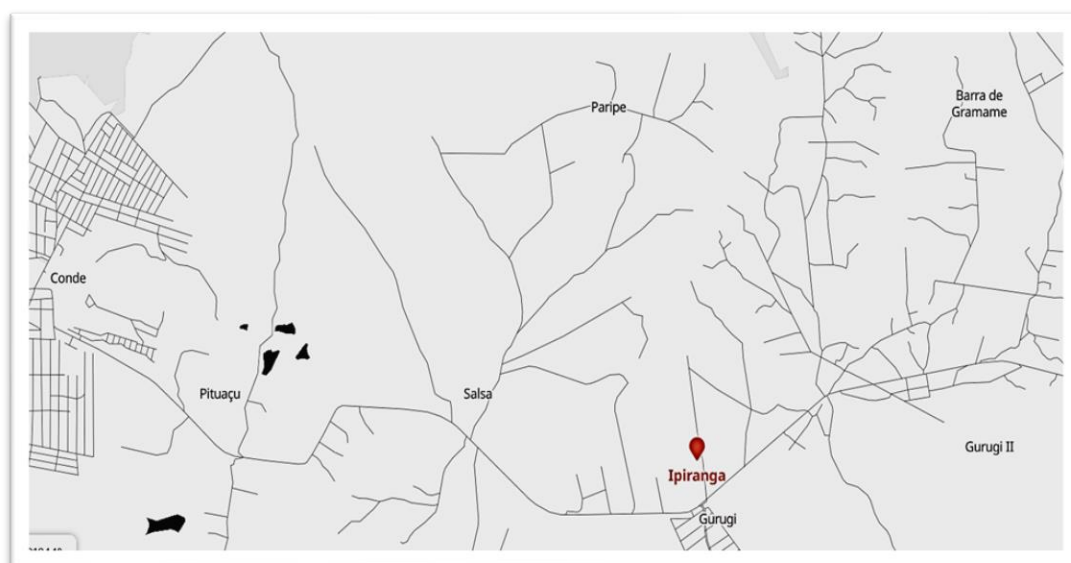 Paripe
Barra de
Gramame
Conde
Pituaçu
Salsa
Gurugi II
Ipiranga
Gurugi